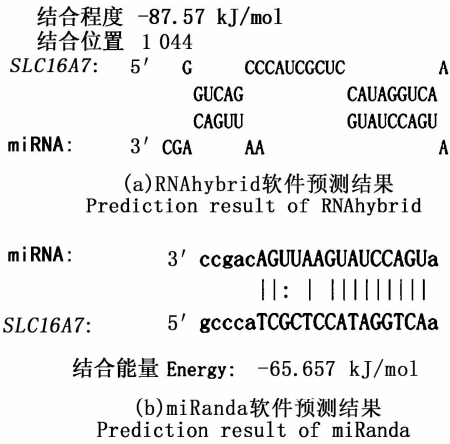 结合程度 -87.57 kJ/mol
结合位置 1 044
SLC16A7: 5′ G CCCAUCGCUC A
GUCAG CAUAGGUCA
CAGUU GUAUCCAGU
miRNA: 3′ CGA AA A
(a)RNAhybrid软件预测结果
Prediction result of RNAhybrid
miRNA: 3′ ccgacAGUUAAGUAUCCAGUa
||: | |||||||||
SLC16A7: 5′ gcccaTCGCTCCATAGGTCAa
结合能量 Energy: -65.657 kJ/mol
(b)miRanda软件预测结果
Prediction result of miRanda